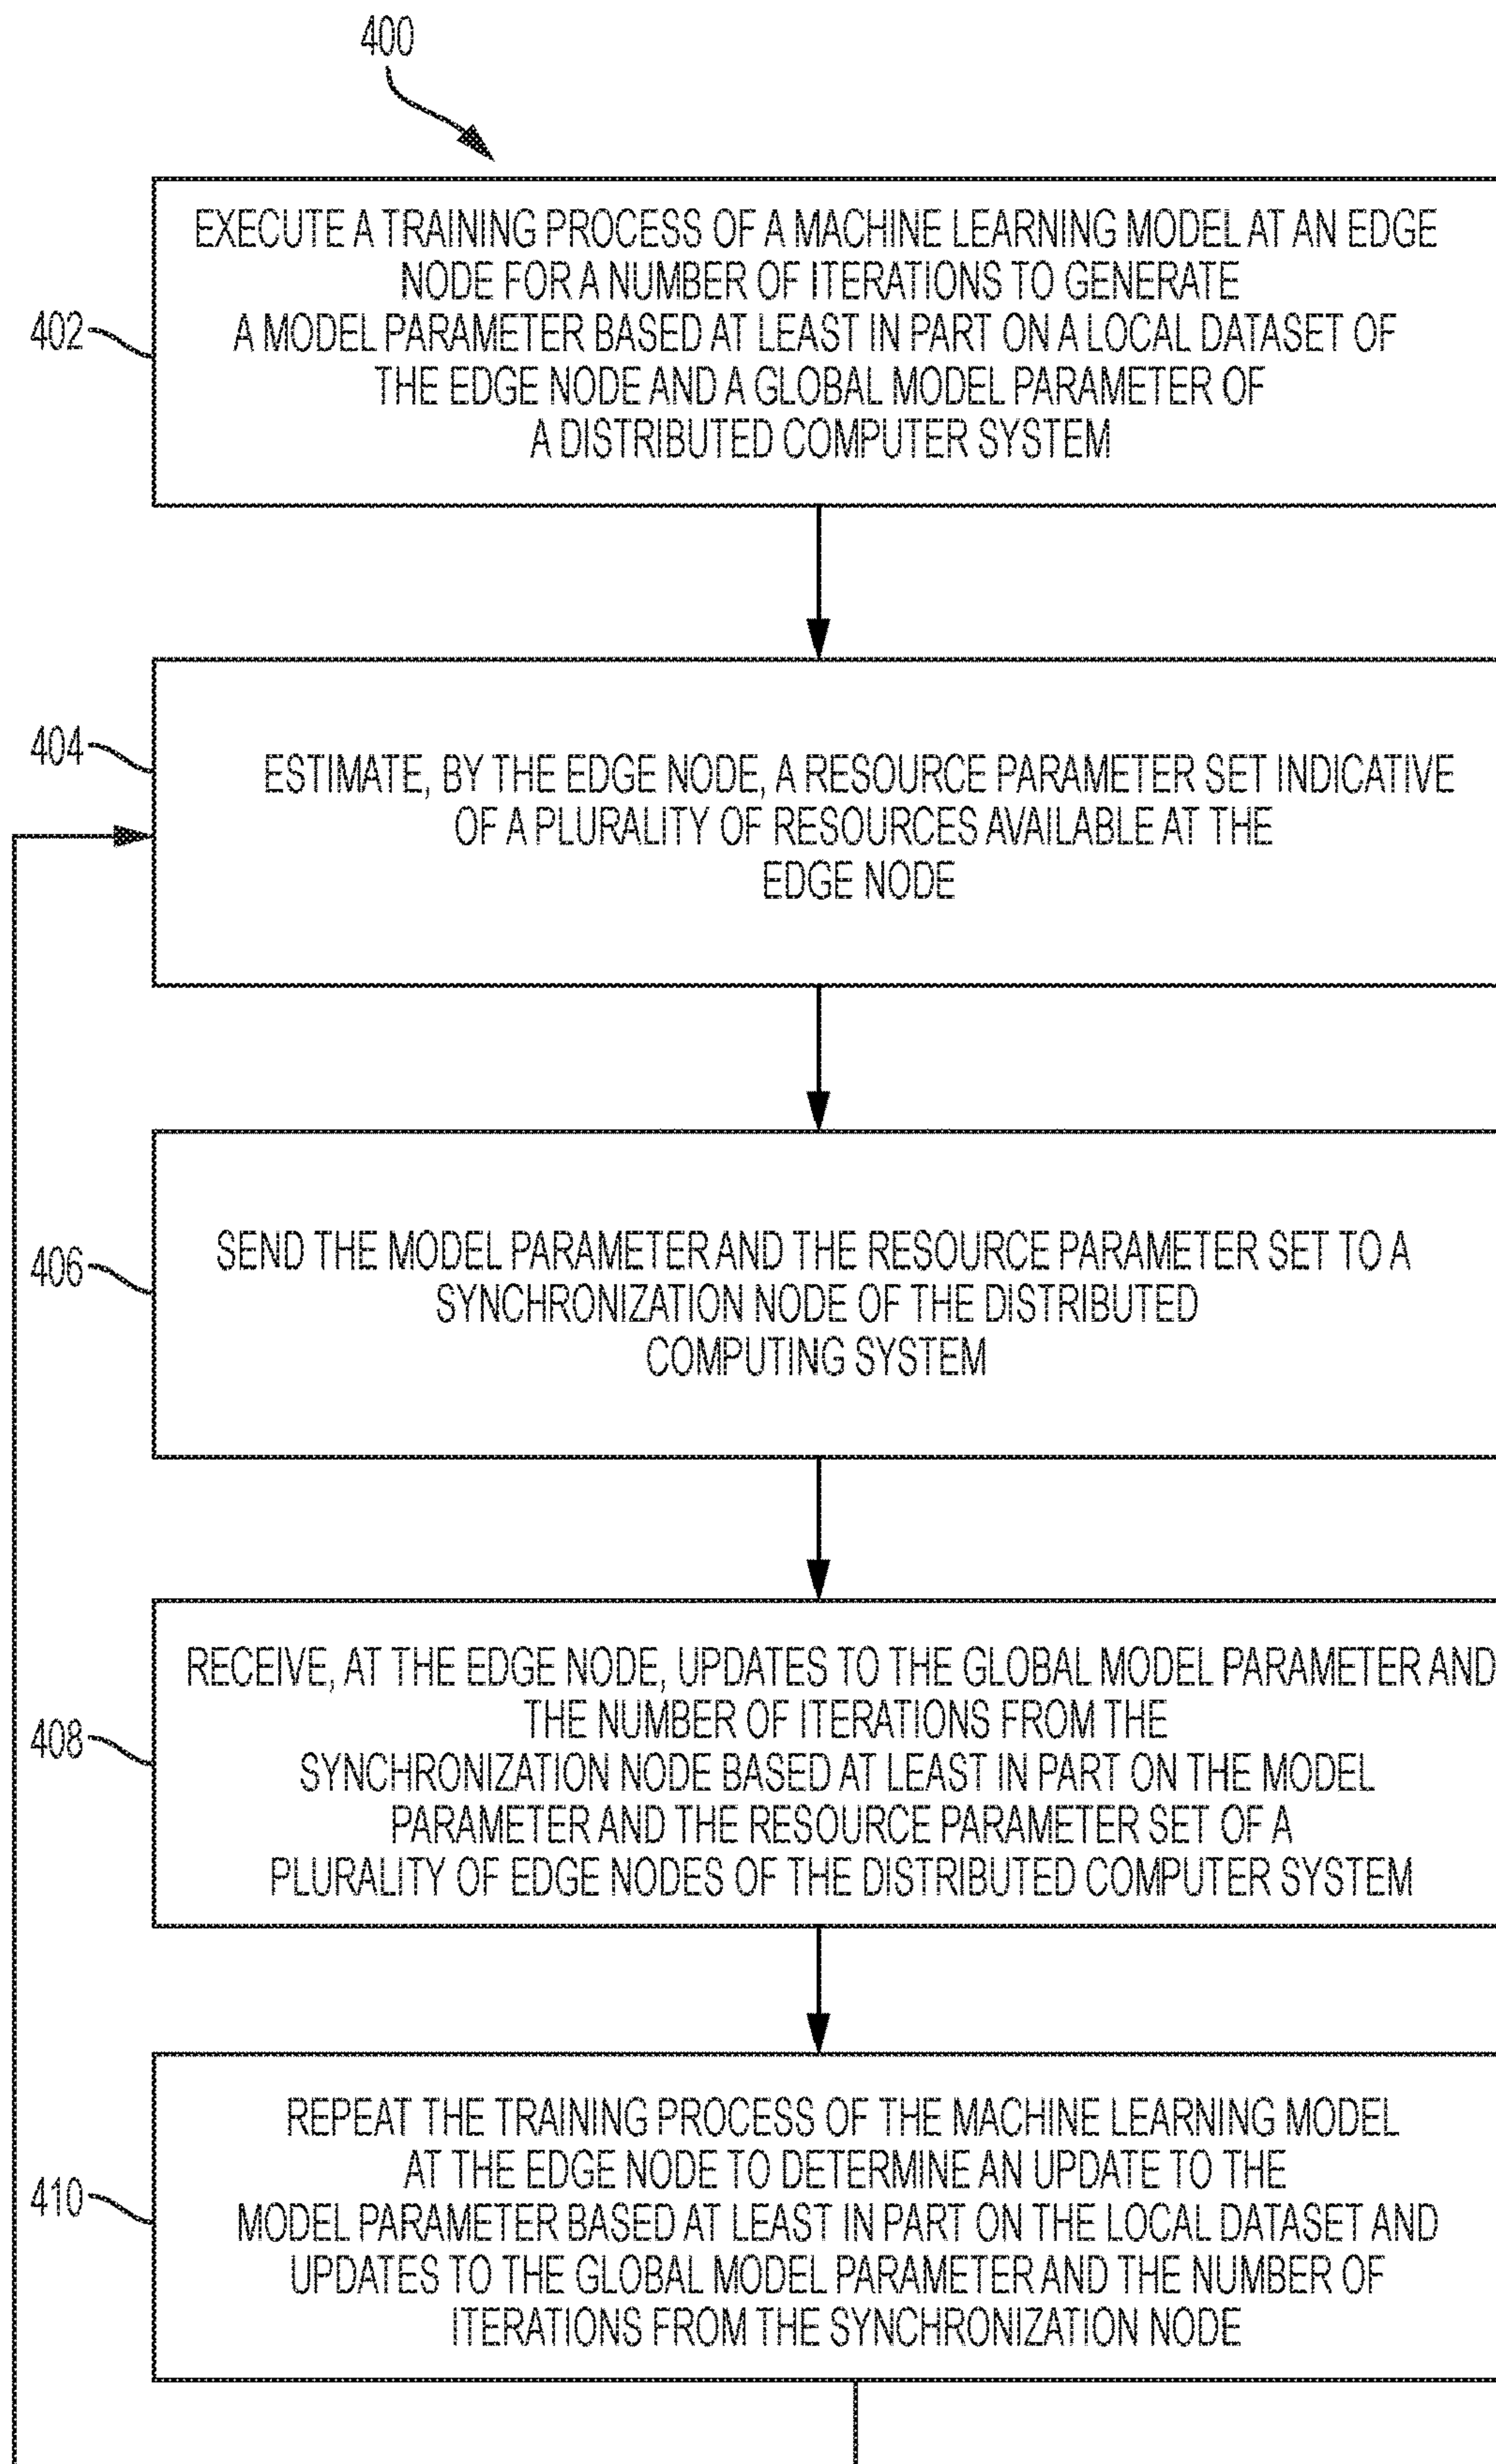 400
402
EXECUTE A TRAINING PROCESS OF A MACHINE LEARNING MODEL AT AN EDGE
NODE FOR A NUMBER OF ITERATIONS TO GENERATE
A MODEL PARAMETER BASED AT LEAST IN PART ON A LOCAL DATASET OF
THE EDGE NODE AND A GLOBAL MODEL PARAMETER OF
A DISTRIBUTED COMPUTER SYSTEM
404
ESTIMATE, BY THE EDGE NODE, A RESOURCE PARAMETER SET INDICATIVE
OF A PLURALITY OF RESOURCES AVAILABLE AT THE
EDGE NODE
406
SEND THE MODEL PARAMETER AND THE RESOURCE PARAMETER SET TO A
SYNCHRONIZATION NODE OF THE DISTRIBUTED
COMPUTING SYSTEM
408
RECEIVE, AT THE EDGE NODE, UPDATES TO THE GLOBAL MODEL PARAMETER AND
THE NUMBER OF ITERATIONS FROM THE
SYNCHRONIZATION NODE BASED AT LEAST IN PART ON THE MODEL
PARAMETER AND THE RESOURCE PARAMETER SET OF A
PLURALITY OF EDGE NODES OF THE DISTRIBUTED COMPUTER SYSTEM
410
REPEAT THE TRAINING PROCESS OF THE MACHINE LEARNING MODEL
AT THE EDGE NODE TO DETERMINE AN UPDATE TO THE
MODEL PARAMETER BASED AT LEAST IN PART ON THE LOCAL DATASET AND
UPDATES TO THE GLOBAL MODEL PARAMETER AND THE NUMBER OF
ITERATIONS FROM THE SYNCHRONIZATION NODE